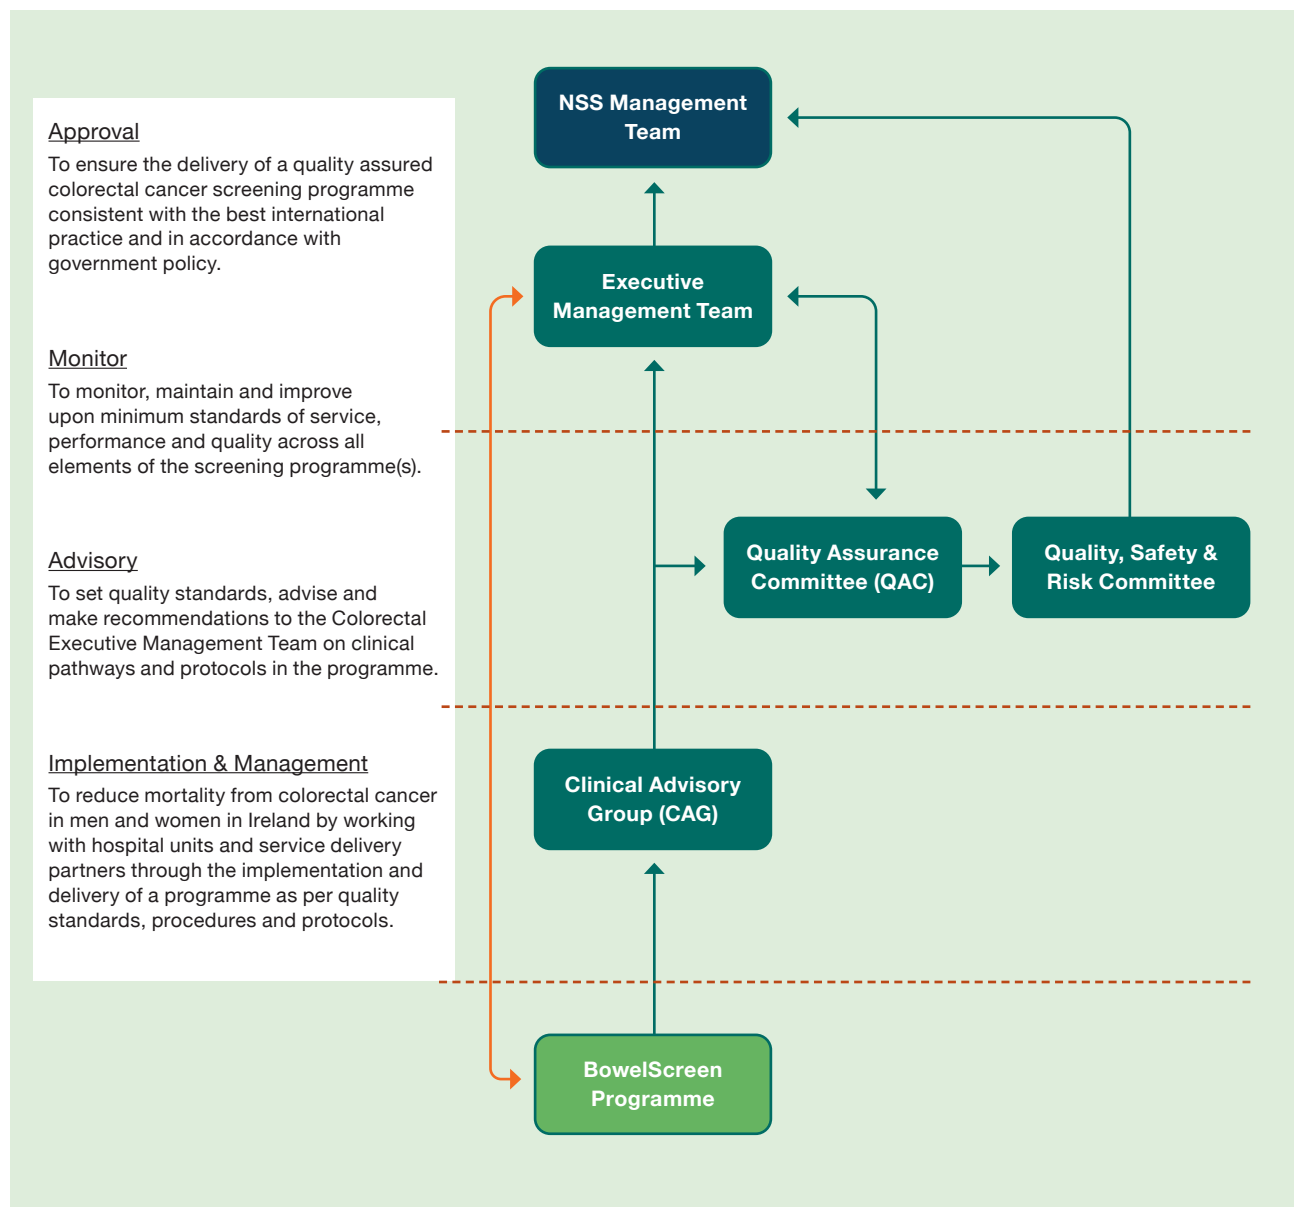 Approval
To ensure the delivery of a quality assured
colorectal cancer screening programme
consistent with the best international
practice and in accordance with
government policy.
Monitor
To monitor, maintain and improve
upon minimum standards of service,
performance and quality across all
elements of the screening programme(s).
Advisory
To set quality standards, advise and
make recommendations to the Colorectal
Executive Management Team on clinical
pathways and protocols in the programme.
Implementation & Management
To reduce mortality from colorectal cancer
in men and women in Ireland by working
with hospital units and service delivery
partners through the implementation and
delivery of a programme as per quality
standards, procedures and protocols.
NSS Management
Team
Executive
Management Team
Quality Assurance
Committee (QAC)
Quality, Safety &
Risk Committee
Clinical Advisory
Group (CAG)
BowelScreen
Programme